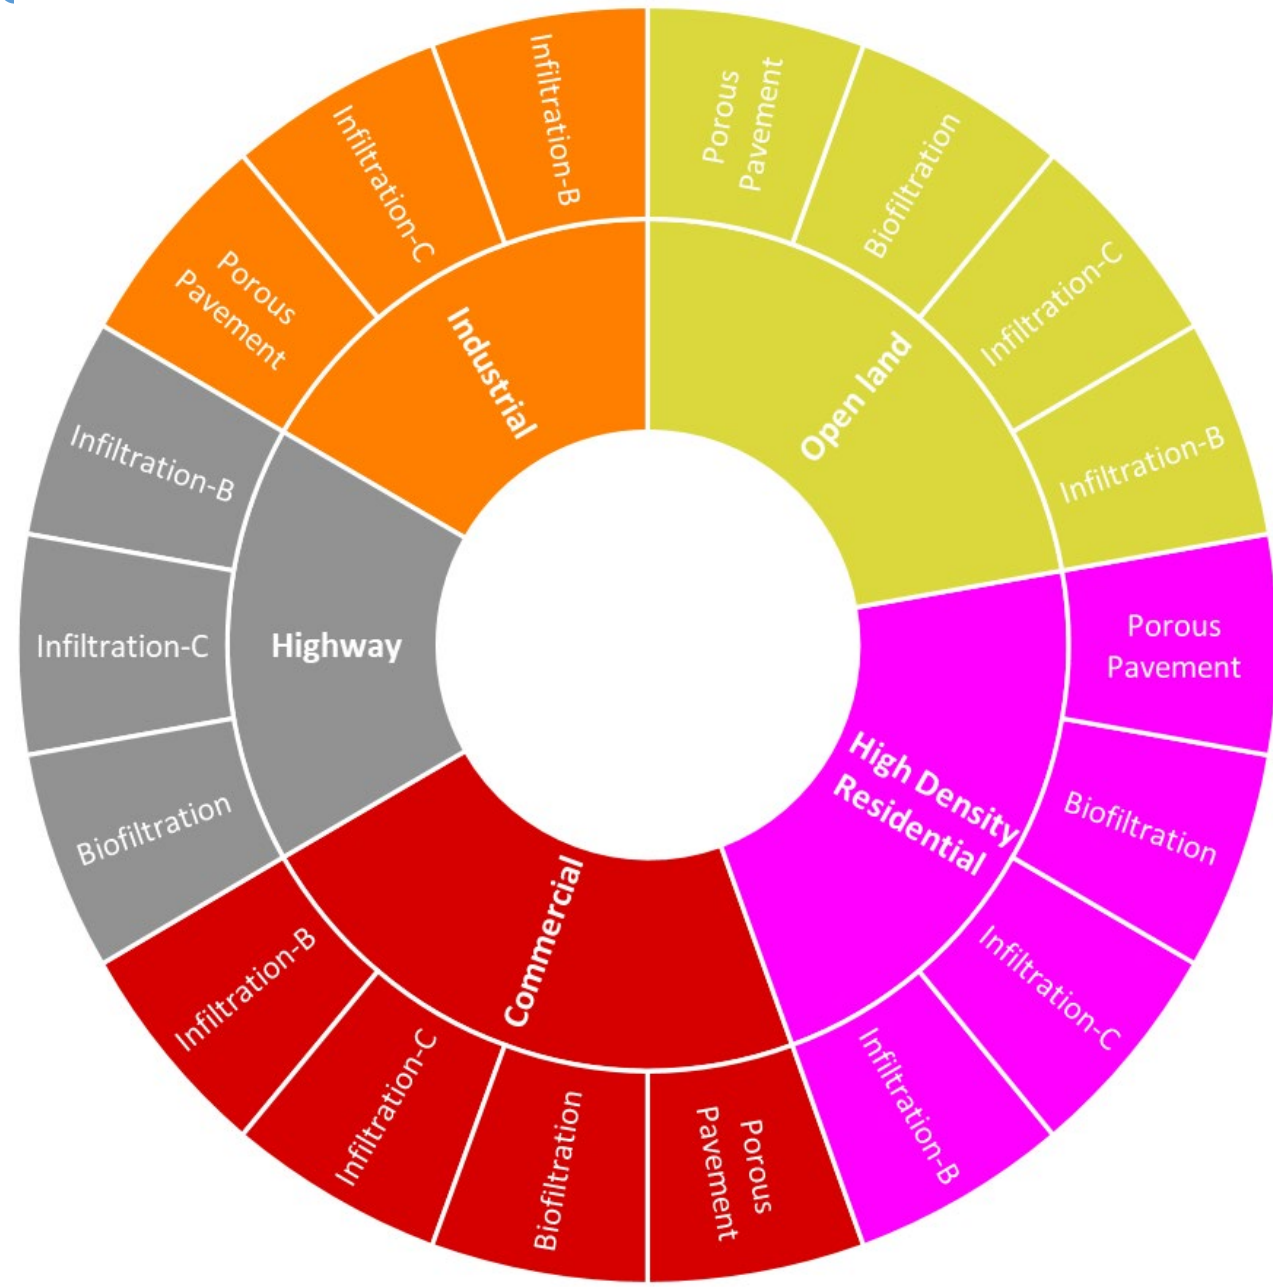 Open land
Porous
Pavement
Biofiltration
Infiltration-C
Infiltration-B
High Density
Residential
Porous
Pavement
Biofiltration
Infiltration-C
Infiltration-B
Commercial
Porous
Pavement
Biofiltration
Infiltration-C
Infiltration-B
Highway
Biofiltration
Infiltration-C
Infiltration-B
Industrial
Porous
Pavement
Infiltration-C
Infiltration-B